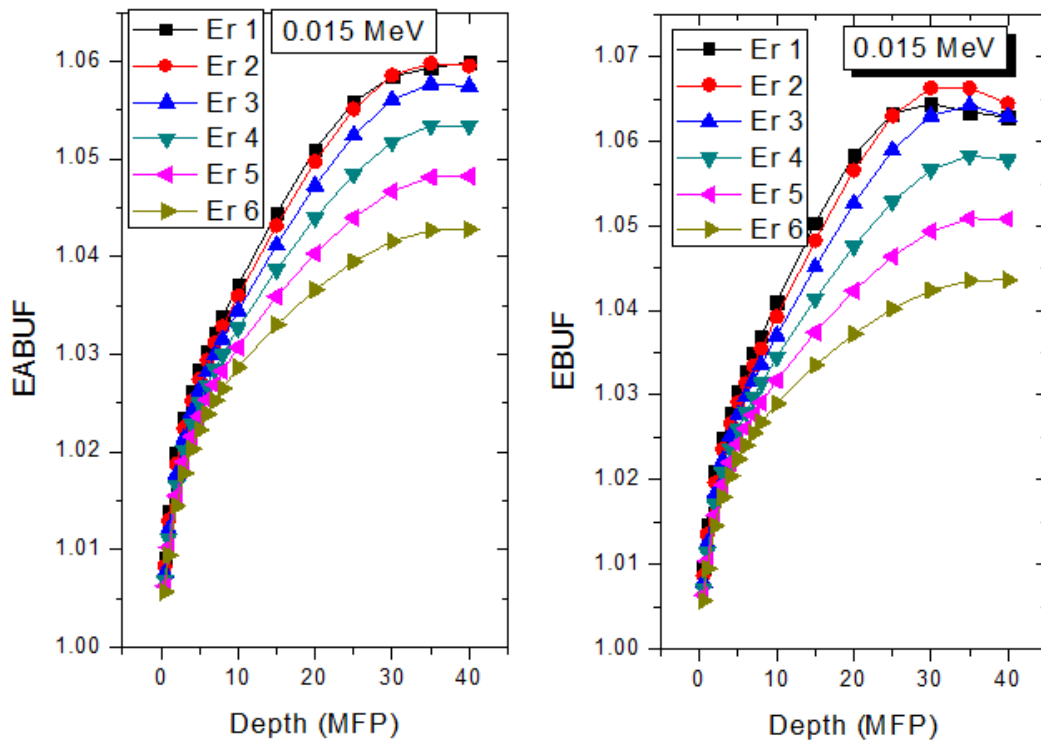 0.015 MeV
Er 1
Er 2
Er 3
Er 4
Er 5
Er 6
EABUF
1.06
1.05
1.04
1.03
1.02
1.01
1.00
0
10
20
30
40
Depth (MFP)
0.015 MeV
Er 1
Er 2
Er 3
Er 4
Er 5
Er 6
EBUF
1.07
1.06
1.05
1.04
1.03
1.02
1.01
1.00
0
10
20
30
40
Depth (MFP)